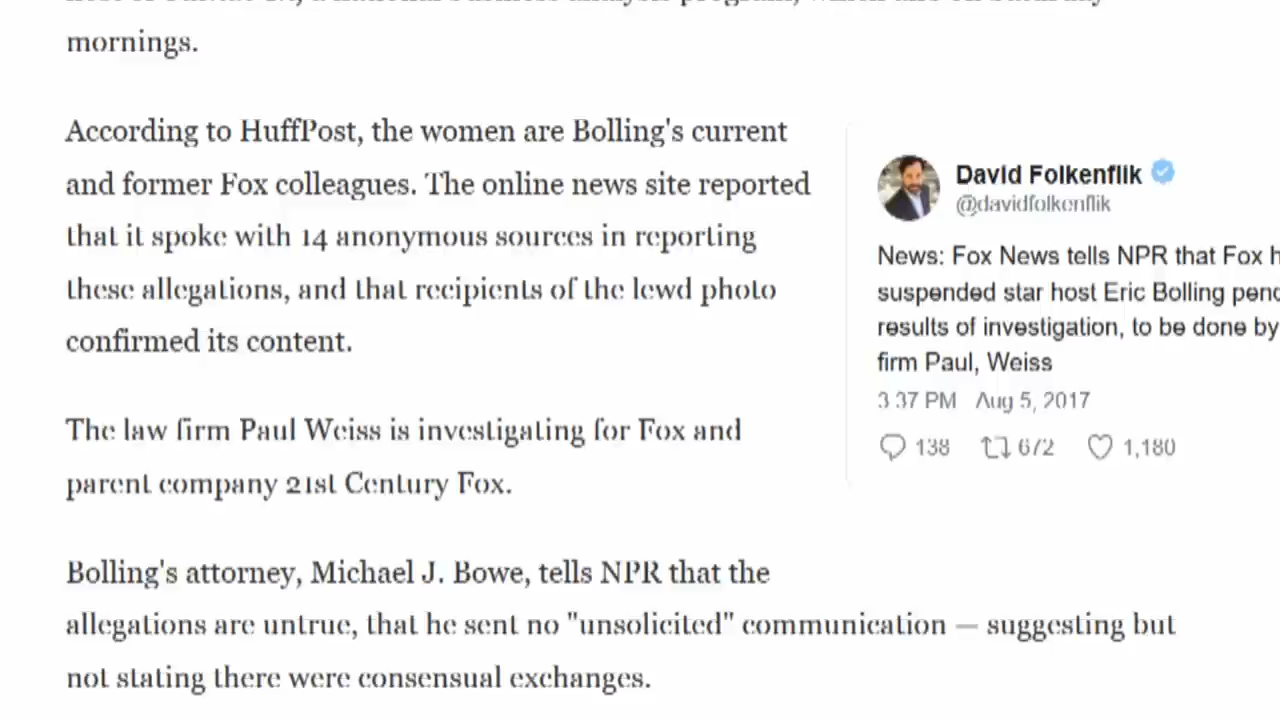 mornings.
According to HuffPost, the women are Bolling's current
and former Fox colleagues. The online news site reported
that it spoke with 14 anonymous sources in reporting
these allegations, and that recipients of the lewd photo
confirmed its content.
The law firm Paul Weiss is investigating for Fox and
parent company 21st Century Fox.
Bolling's attorney, Michael J. Bowe, tells NPR that the
allegations are untrue, that he sent no "unsolicited" communication — suggesting but
not stating there were consensual exchanges.
David Folkenflik
@davidfolkenflik
News: Fox News tells NPR that Fox h
suspended star host Eric Bolling pend
results of investigation, to be done by
firm Paul, Weiss
3:37 PM Aug 5, 2017
138 672 1,180